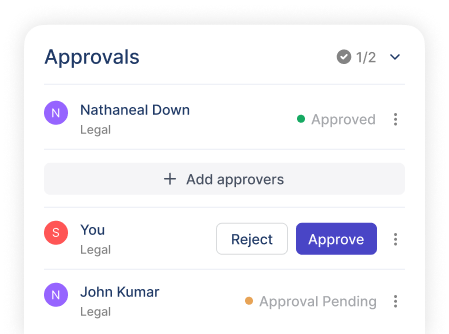 Approvals
1/2
N
Nathaneal Down
Legal
Approved
Add approvers
S
You
Legal
Reject
Approve
N
John Kumar
Legal
Approval Pending